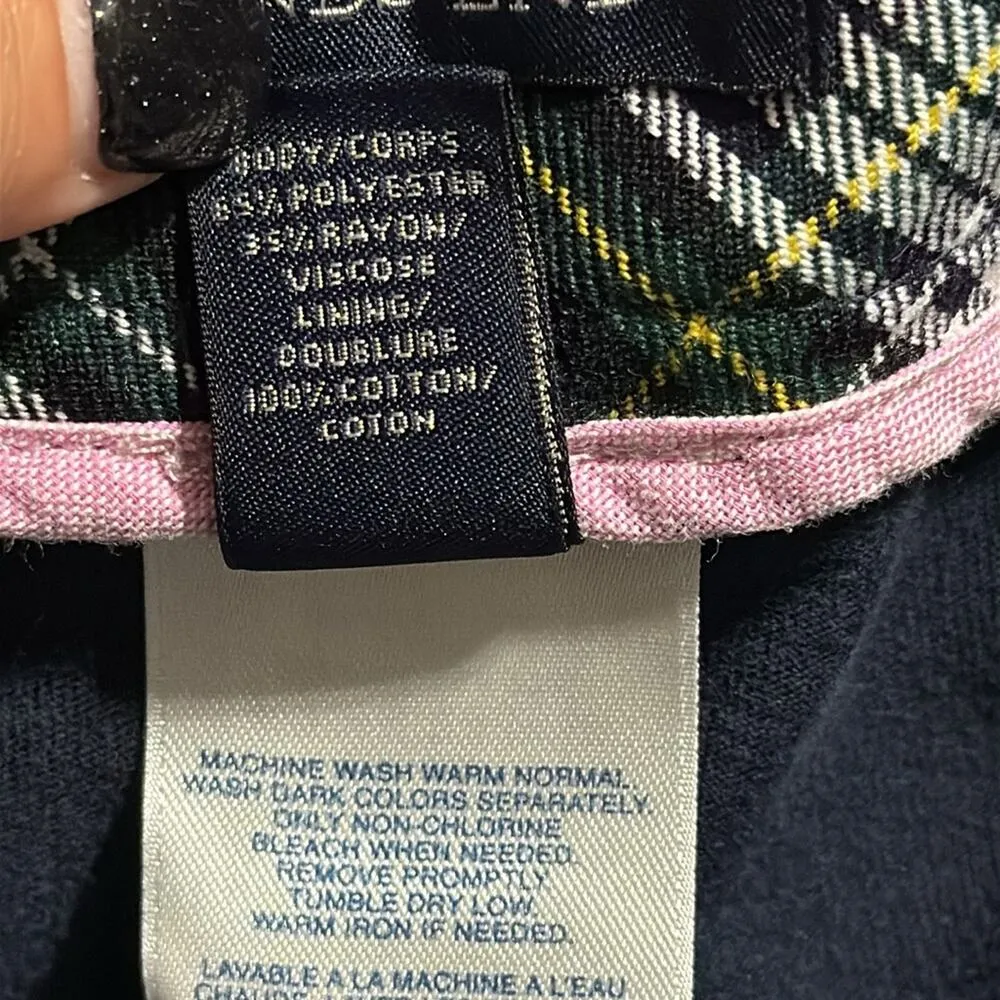 BODY/CORPS
65% POLYESTER
35% RAYON/
VISCOSE
LINING/
DOUBLURE
100% COTTON/
COTON
MACHINE WASH WARM NORMAL.
WASH DARK COLORS SEPARATELY.
ONLY NON-CHLORINE
BLEACH WHEN NEEDED.
REMOVE PROMPTLY
TUMBLE DRY LOW.
WARM IRON IF NEEDED.
LAVABLE A LA MACHINE A L'EAU